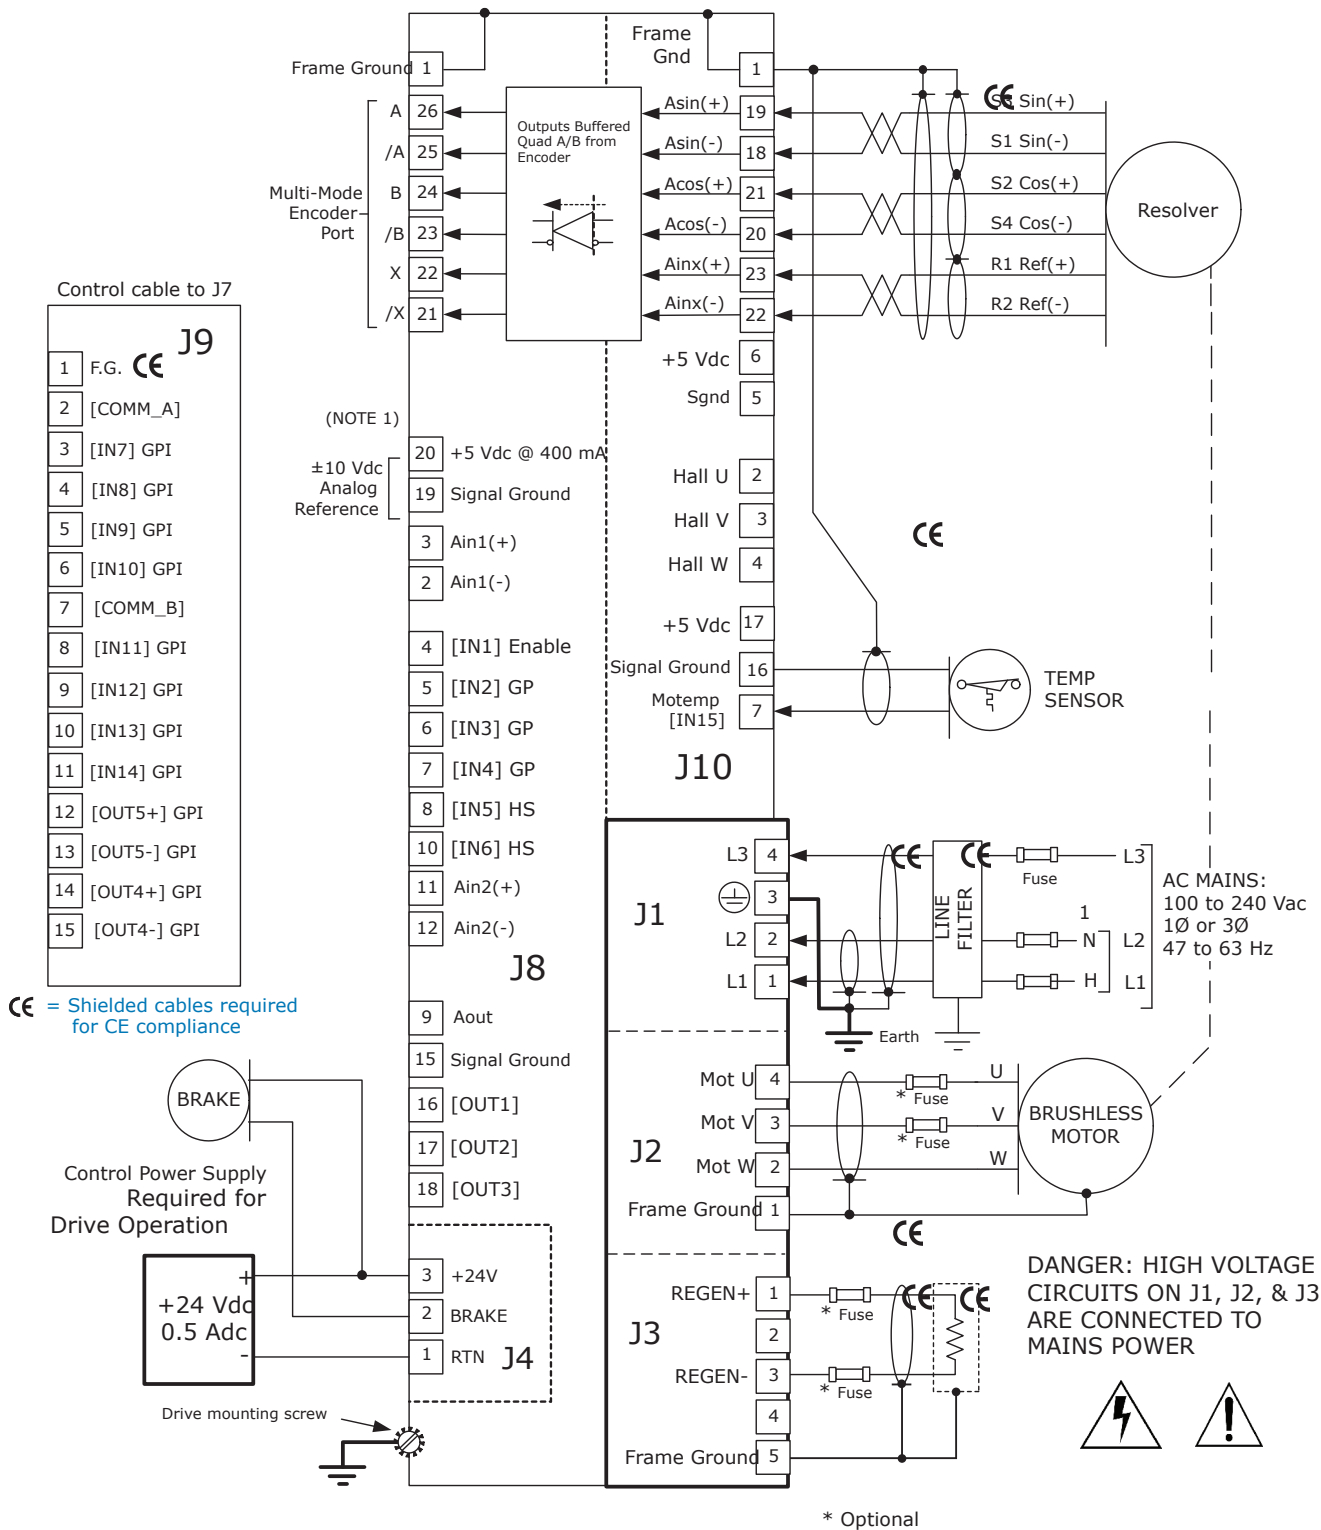 Frame Ground 1
Frame
Gnd
1
A 26
/A 25
B 24
/B 23
X 22
/X 21
Multi-Mode
Encoder
Port
Outputs Buffered
Quad A/B from
Encoder
Asin(+) 19
Asin(-) 18
Acos(+) 21
Acos(-) 20
Ainx(+) 23
Ainx(-) 22
CE
S3 Sin(+)
S1 Sin(-)
S2 Cos(+)
S4 Cos(-)
R1 Ref(+)
R2 Ref(-)
Resolver
+5 Vdc 6
Sgnd 5
Hall U 2
Hall V 3
Hall W 4
CE
+5 Vdc 17
Signal Ground 16
Motemp
[IN15]
7
TEMP
SENSOR
J10
Control cable to J7
J9
1 F.G. CE
2 [COMM_A]
3 [IN7] GPI
4 [IN8] GPI
5 [IN9] GPI
6 [IN10] GPI
7 [COMM_B]
8 [IN11] GPI
9 [IN12] GPI
10 [IN13] GPI
11 [IN14] GPI
12 [OUT5+] GPI
13 [OUT5-] GPI
14 [OUT4+] GPI
15 [OUT4-] GPI
CE = Shielded cables required
for CE compliance
(NOTE 1)
±10 Vdc
Analog
Reference
20 +5 Vdc @ 400 mA
19 Signal Ground
3 Ain1(+)
2 Ain1(-)
4 [IN1] Enable
5 [IN2] GP
6 [IN3] GP
7 [IN4] GP
8 [IN5] HS
10 [IN6] HS
11 Ain2(+)
12 Ain2(-)
J8
9 Aout
15 Signal Ground
16 [OUT1]
17 [OUT2]
18 [OUT3]
J1
L3 4
3
L2 2
L1 1
CE
CE
LINE
FILTER
Fuse
L3
1
N
L2
H
L1
AC MAINS:
100 to 240 Vac
1Ø or 3Ø
47 to 63 Hz
Earth
J2
Mot U 4
Mot V 3
Mot W 2
Frame Ground 1
* Fuse
* Fuse
U
V
W
BRUSHLESS
MOTOR
CE
BRAKE
Control Power Supply
Required for
Drive Operation
+
+24 Vdc
0.5 Adc
-
3 +24V
2 BRAKE
1 RTN
J4
Drive mounting screw
J3
REGEN+ 1
2
REGEN- 3
4
Frame Ground 5
* Fuse
* Fuse
CE
CE
DANGER: HIGH VOLTAGE
CIRCUITS ON J1, J2, & J3
ARE CONNECTED TO
MAINS POWER
!
* Optional